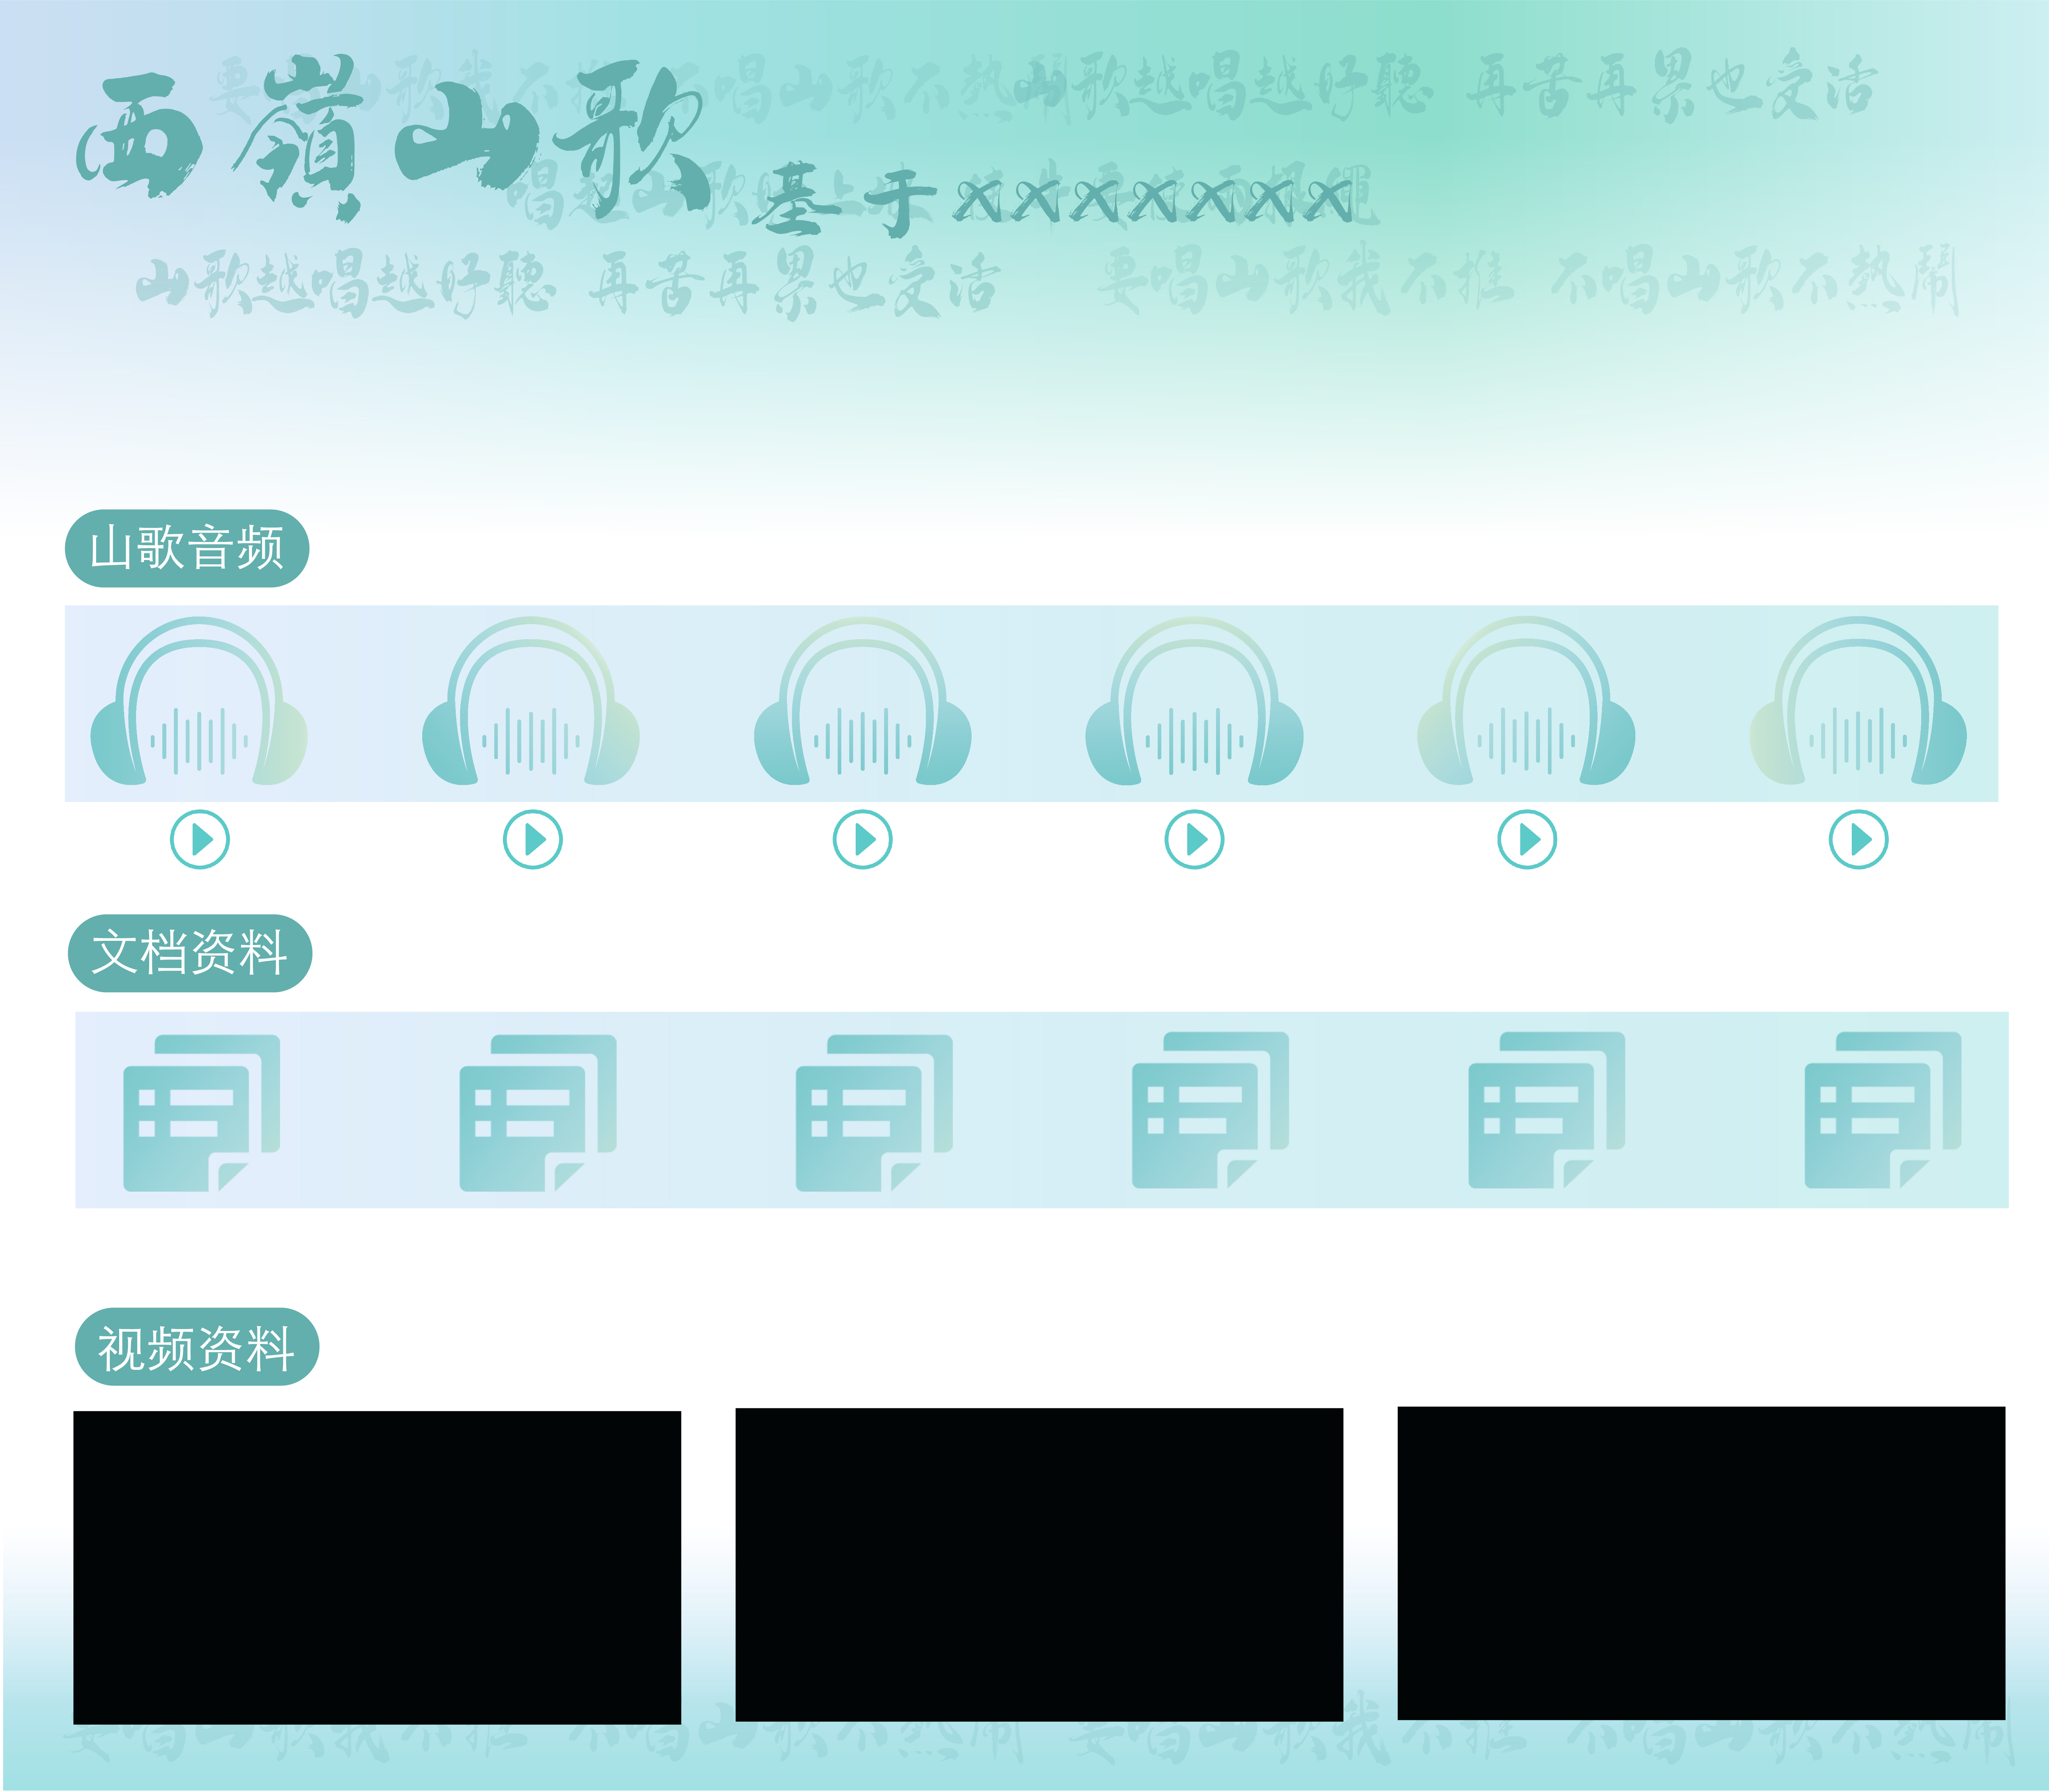 要唱山歌我不推 不唱山歌不熱鬧
山歌越唱越好聽 再苦再累也受活
西嶺山歌
基于XXXXXXX
山歌越唱越好聽 再苦再累也受活 要唱山歌我不推 不唱山歌不熱鬧
山歌音频
文档资料
视频资料
要唱山歌我不推 不唱山歌不熱鬧 要唱山歌我不推 不唱山歌不熱鬧